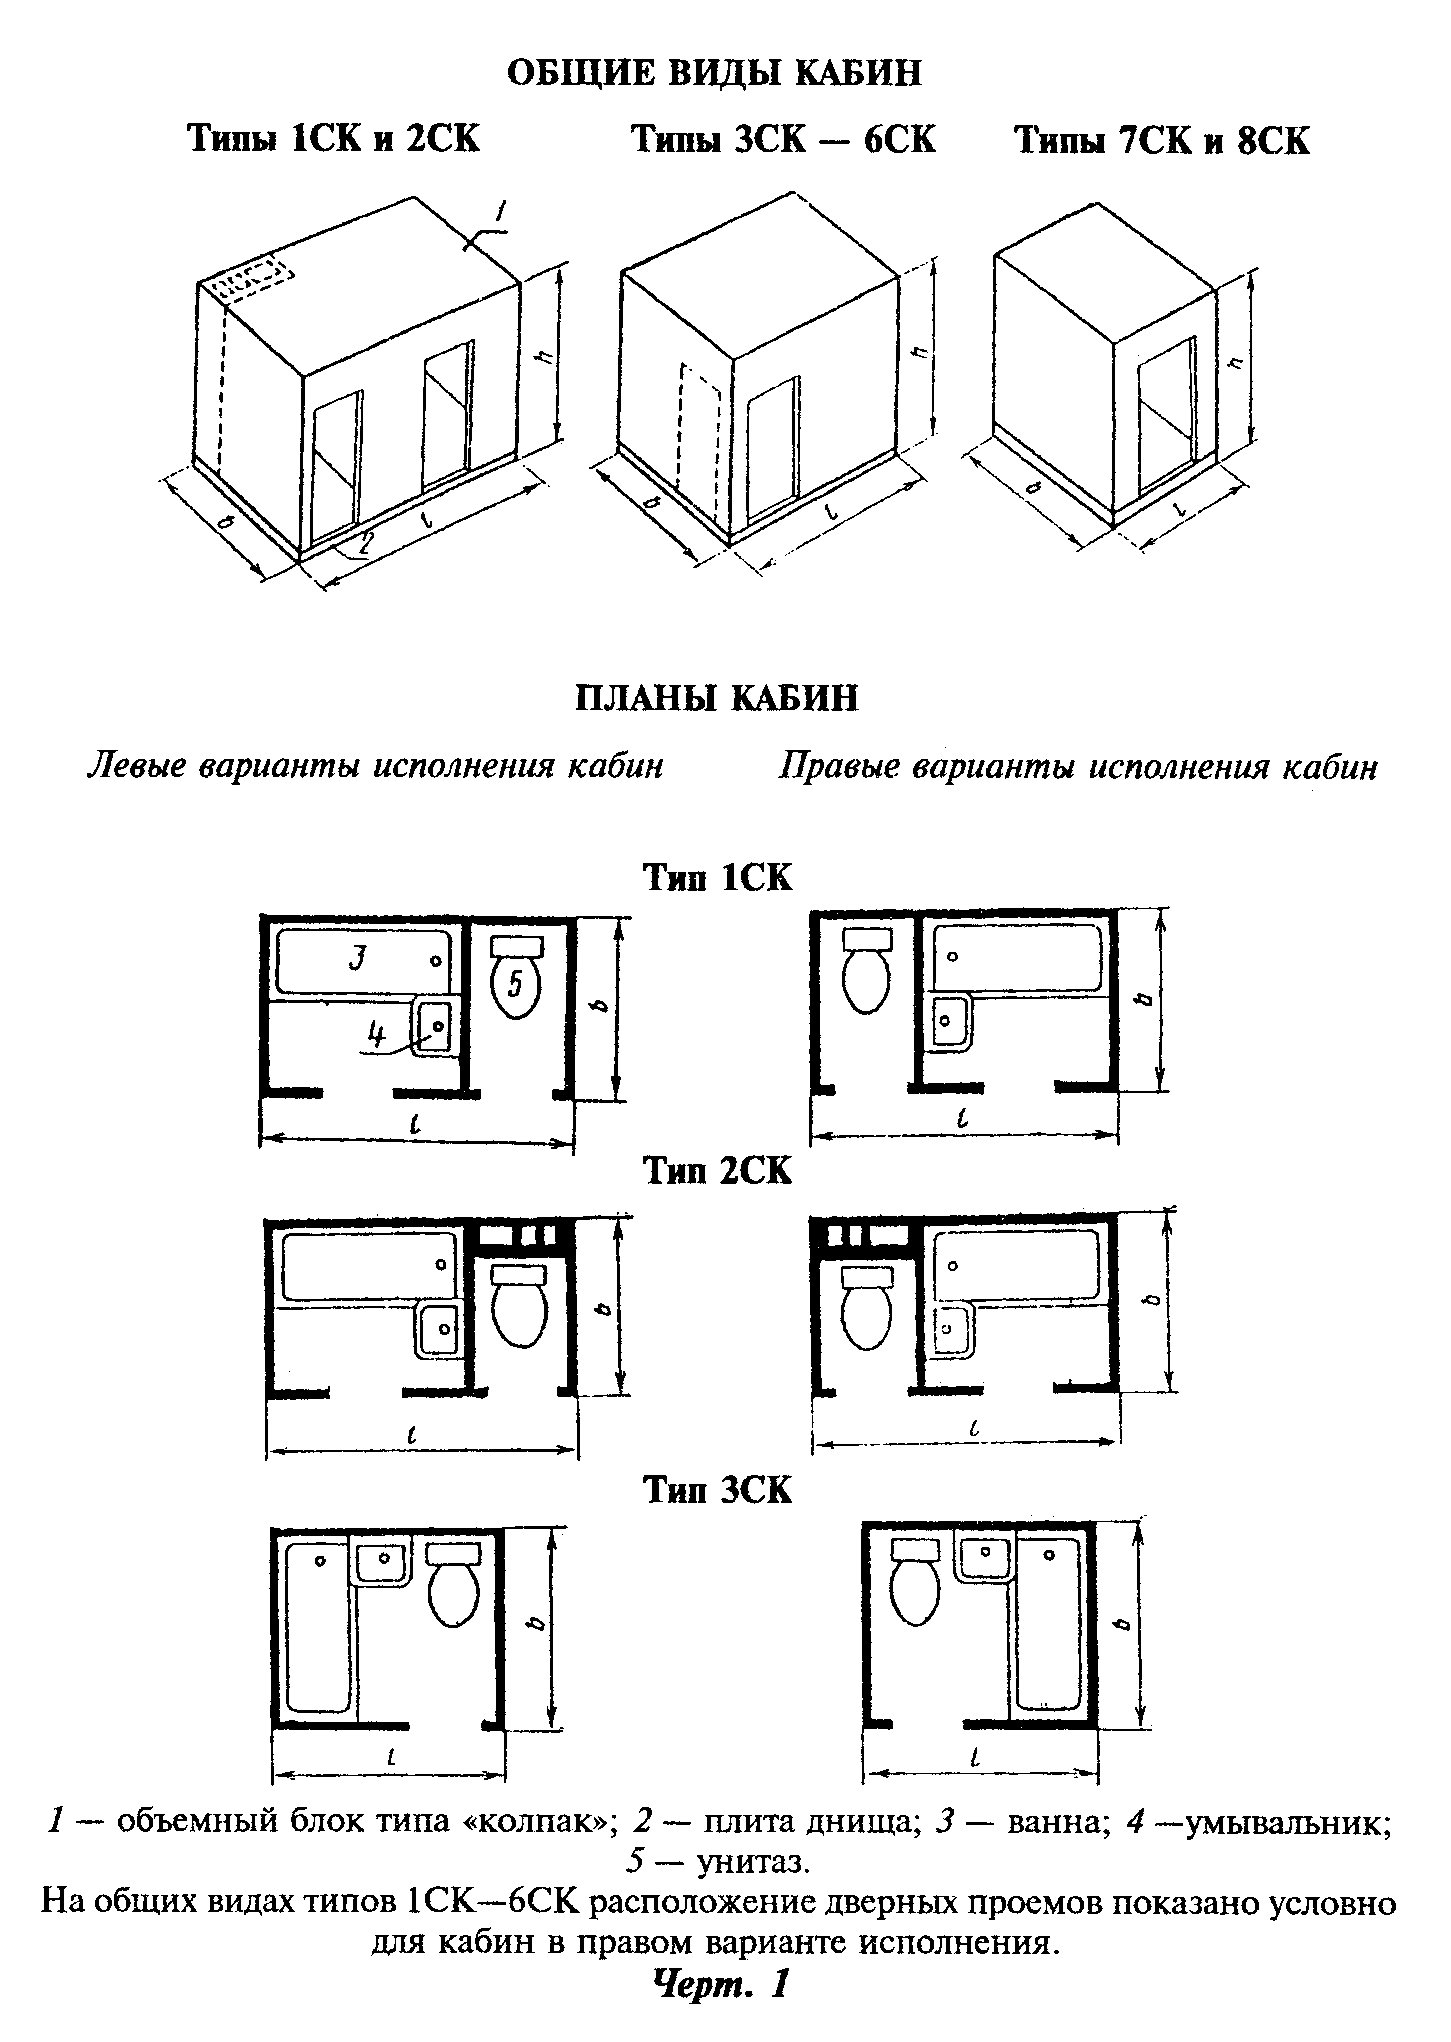 ОБЩИЕ ВИДЫ КАБИН
Типы 1СК и 2СК Типы 3СК — 6СК Типы 7СК и 8СК
1
h h h
b l b l b l
2
ПЛАНЫ КАБИН
Левые варианты исполнения кабин Правые варианты исполнения кабин
Тип 1СК
3 5 b b
4
l l
Тип 2СК
b b
l l
Тип 3СК
b b
l l
1 — объемный блок типа «колпак»; 2 — плита днища; 3 — ванна; 4 —умывальник;
5 — унитаз.
На общих видах типов 1СК—6СК расположение дверных проемов показано условно
для кабин в правом варианте исполнения.
Черт. 1